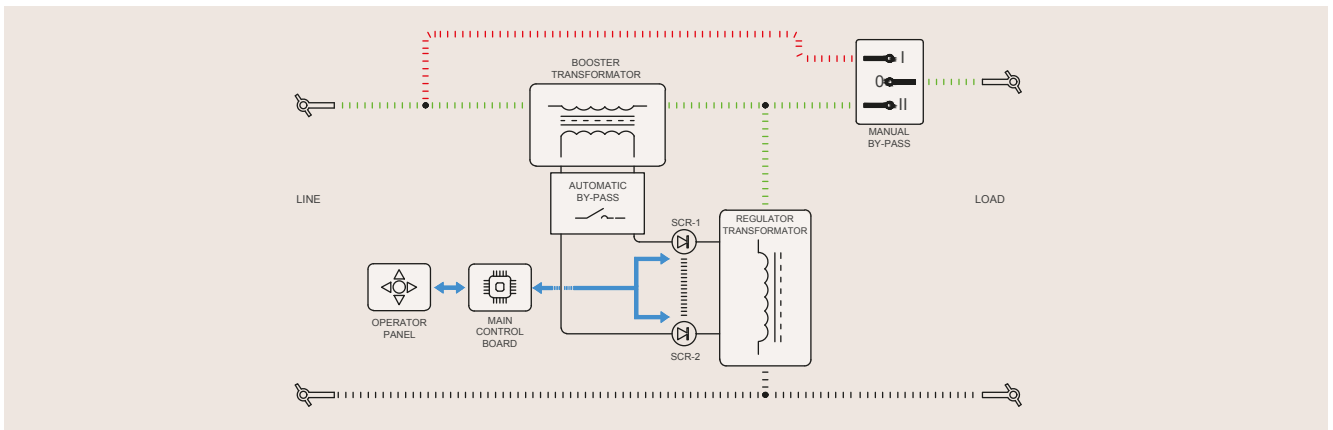 BOOSTER
TRANSFORMATOR
I
0
II
MANUAL
BY-PASS
AUTOMATIC
BY-PASS
LINE
LOAD
SCR-1
REGULATOR
TRANSFORMATOR
OPERATOR
PANEL
MAIN
CONTROL
BOARD
SCR-2